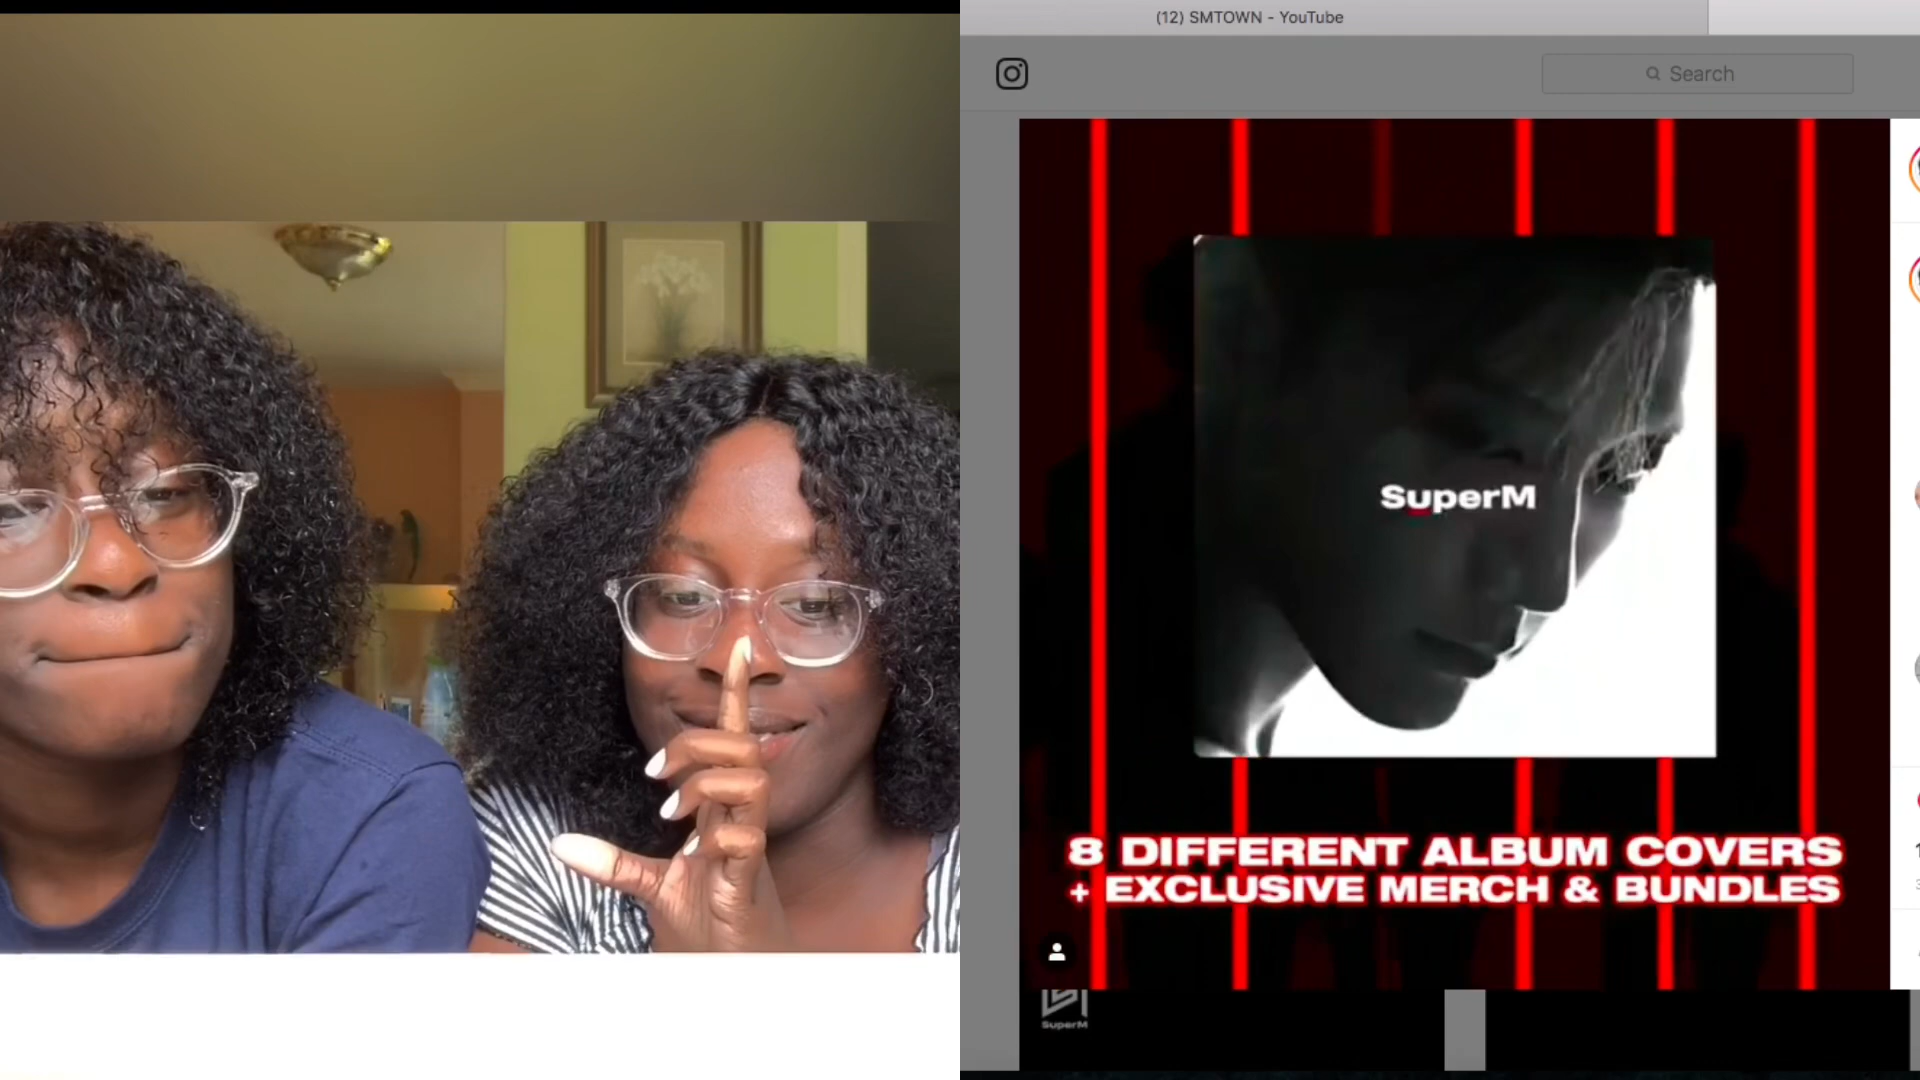 (12) SMTOWN - YouTube
Search
SuperM
8 DIFFERENT ALBUM COVERS
+ EXCLUSIVE MERCH & BUNDLES
SuperM